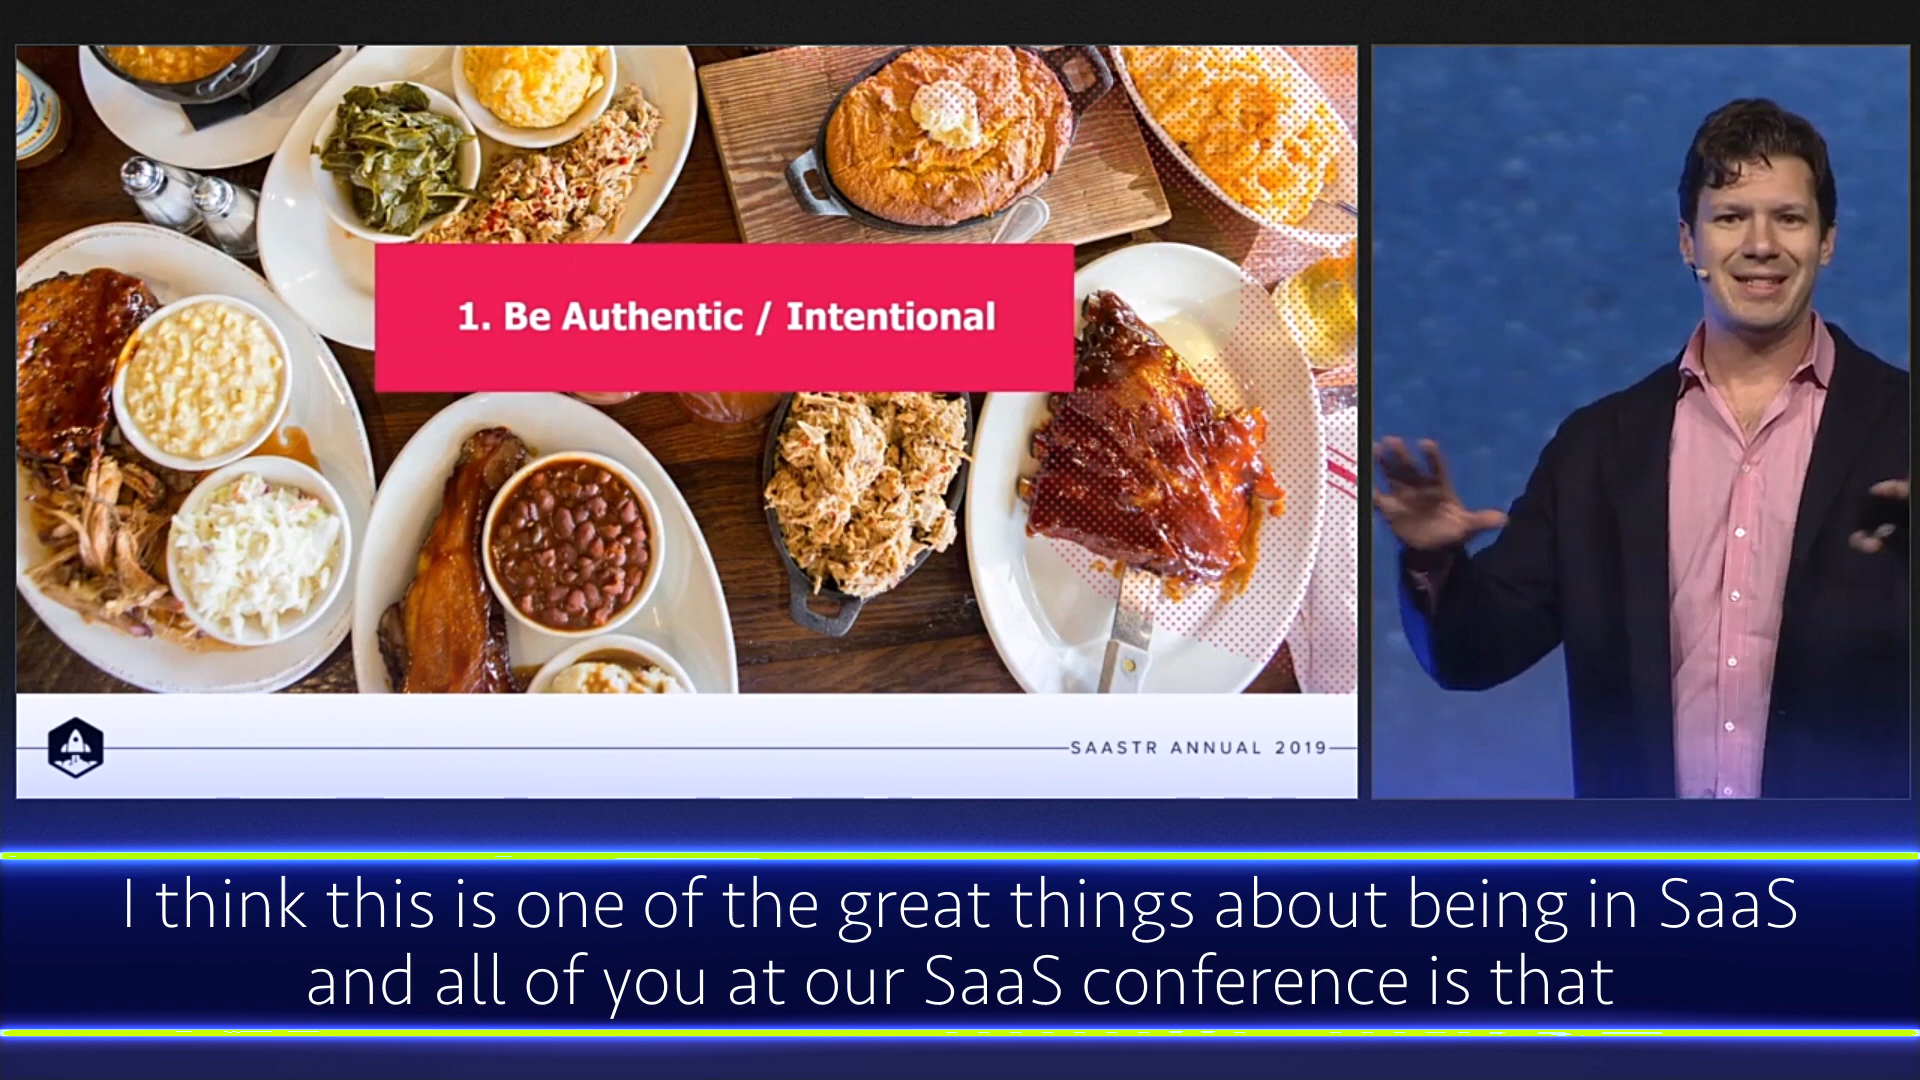 1. Be Authentic / Intentional
SAASTR ANNUAL 2019
I think this is one of the great things about being in SaaS
and all of you at our SaaS conference is that